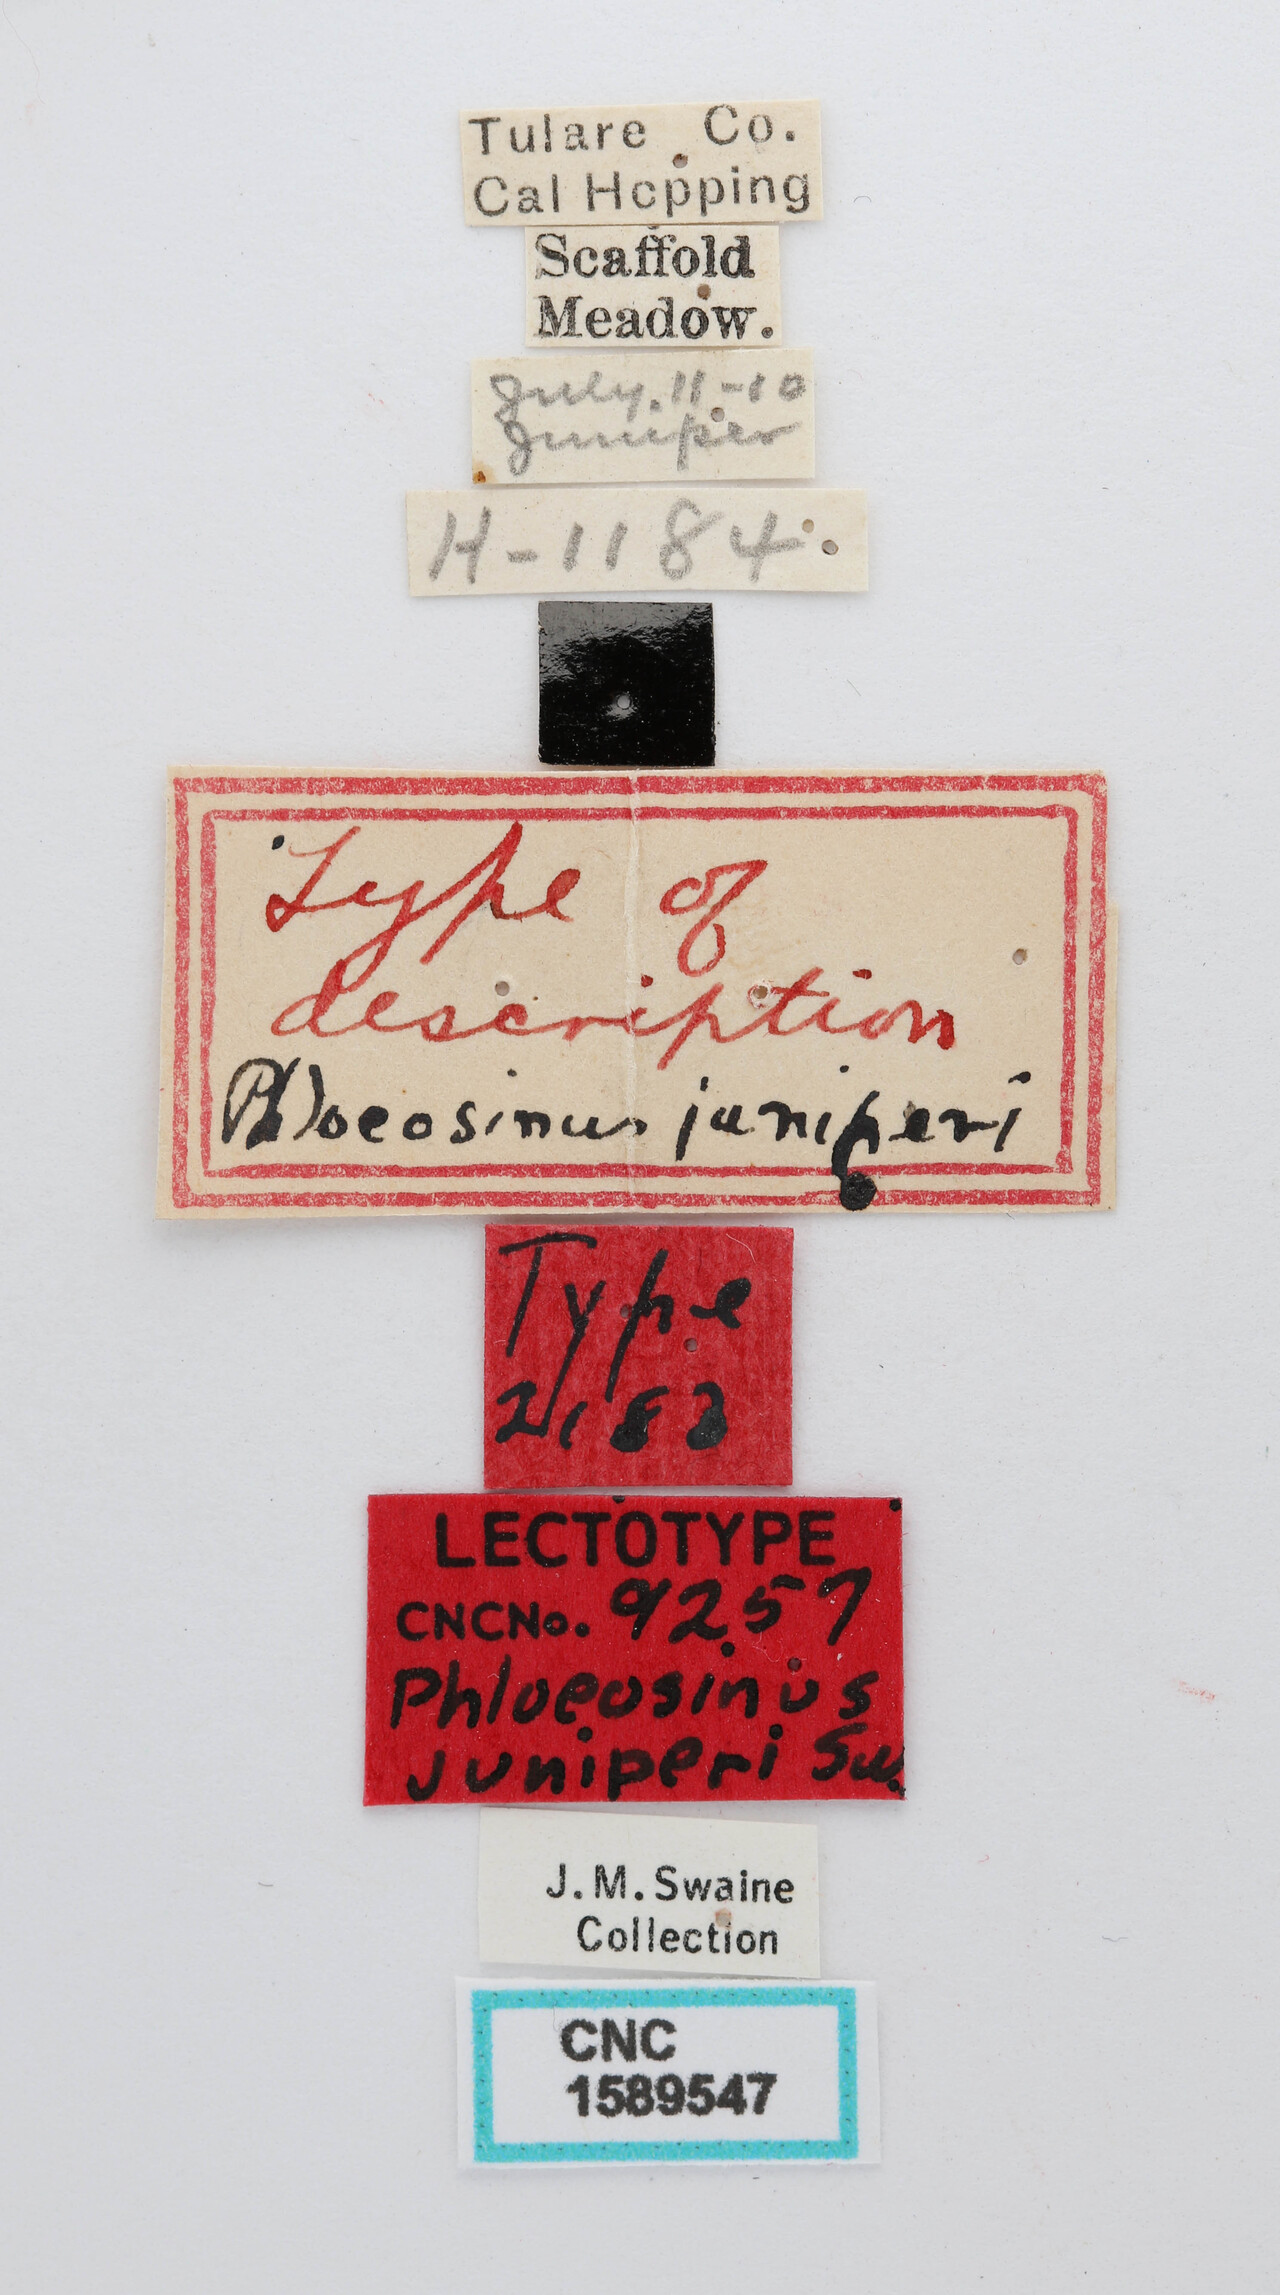 Tulare Co.
Cal Hopping
Scaffold
Meadow.
July. 11-10
Juniper
H-1184
Type of
description
Phloeosinus juniperi
Type
2183
LECTOTYPE
CNCNo. 9257
Phloeosinus
juniperi Sw.
J. M. Swaine
Collection
CNC
1589547